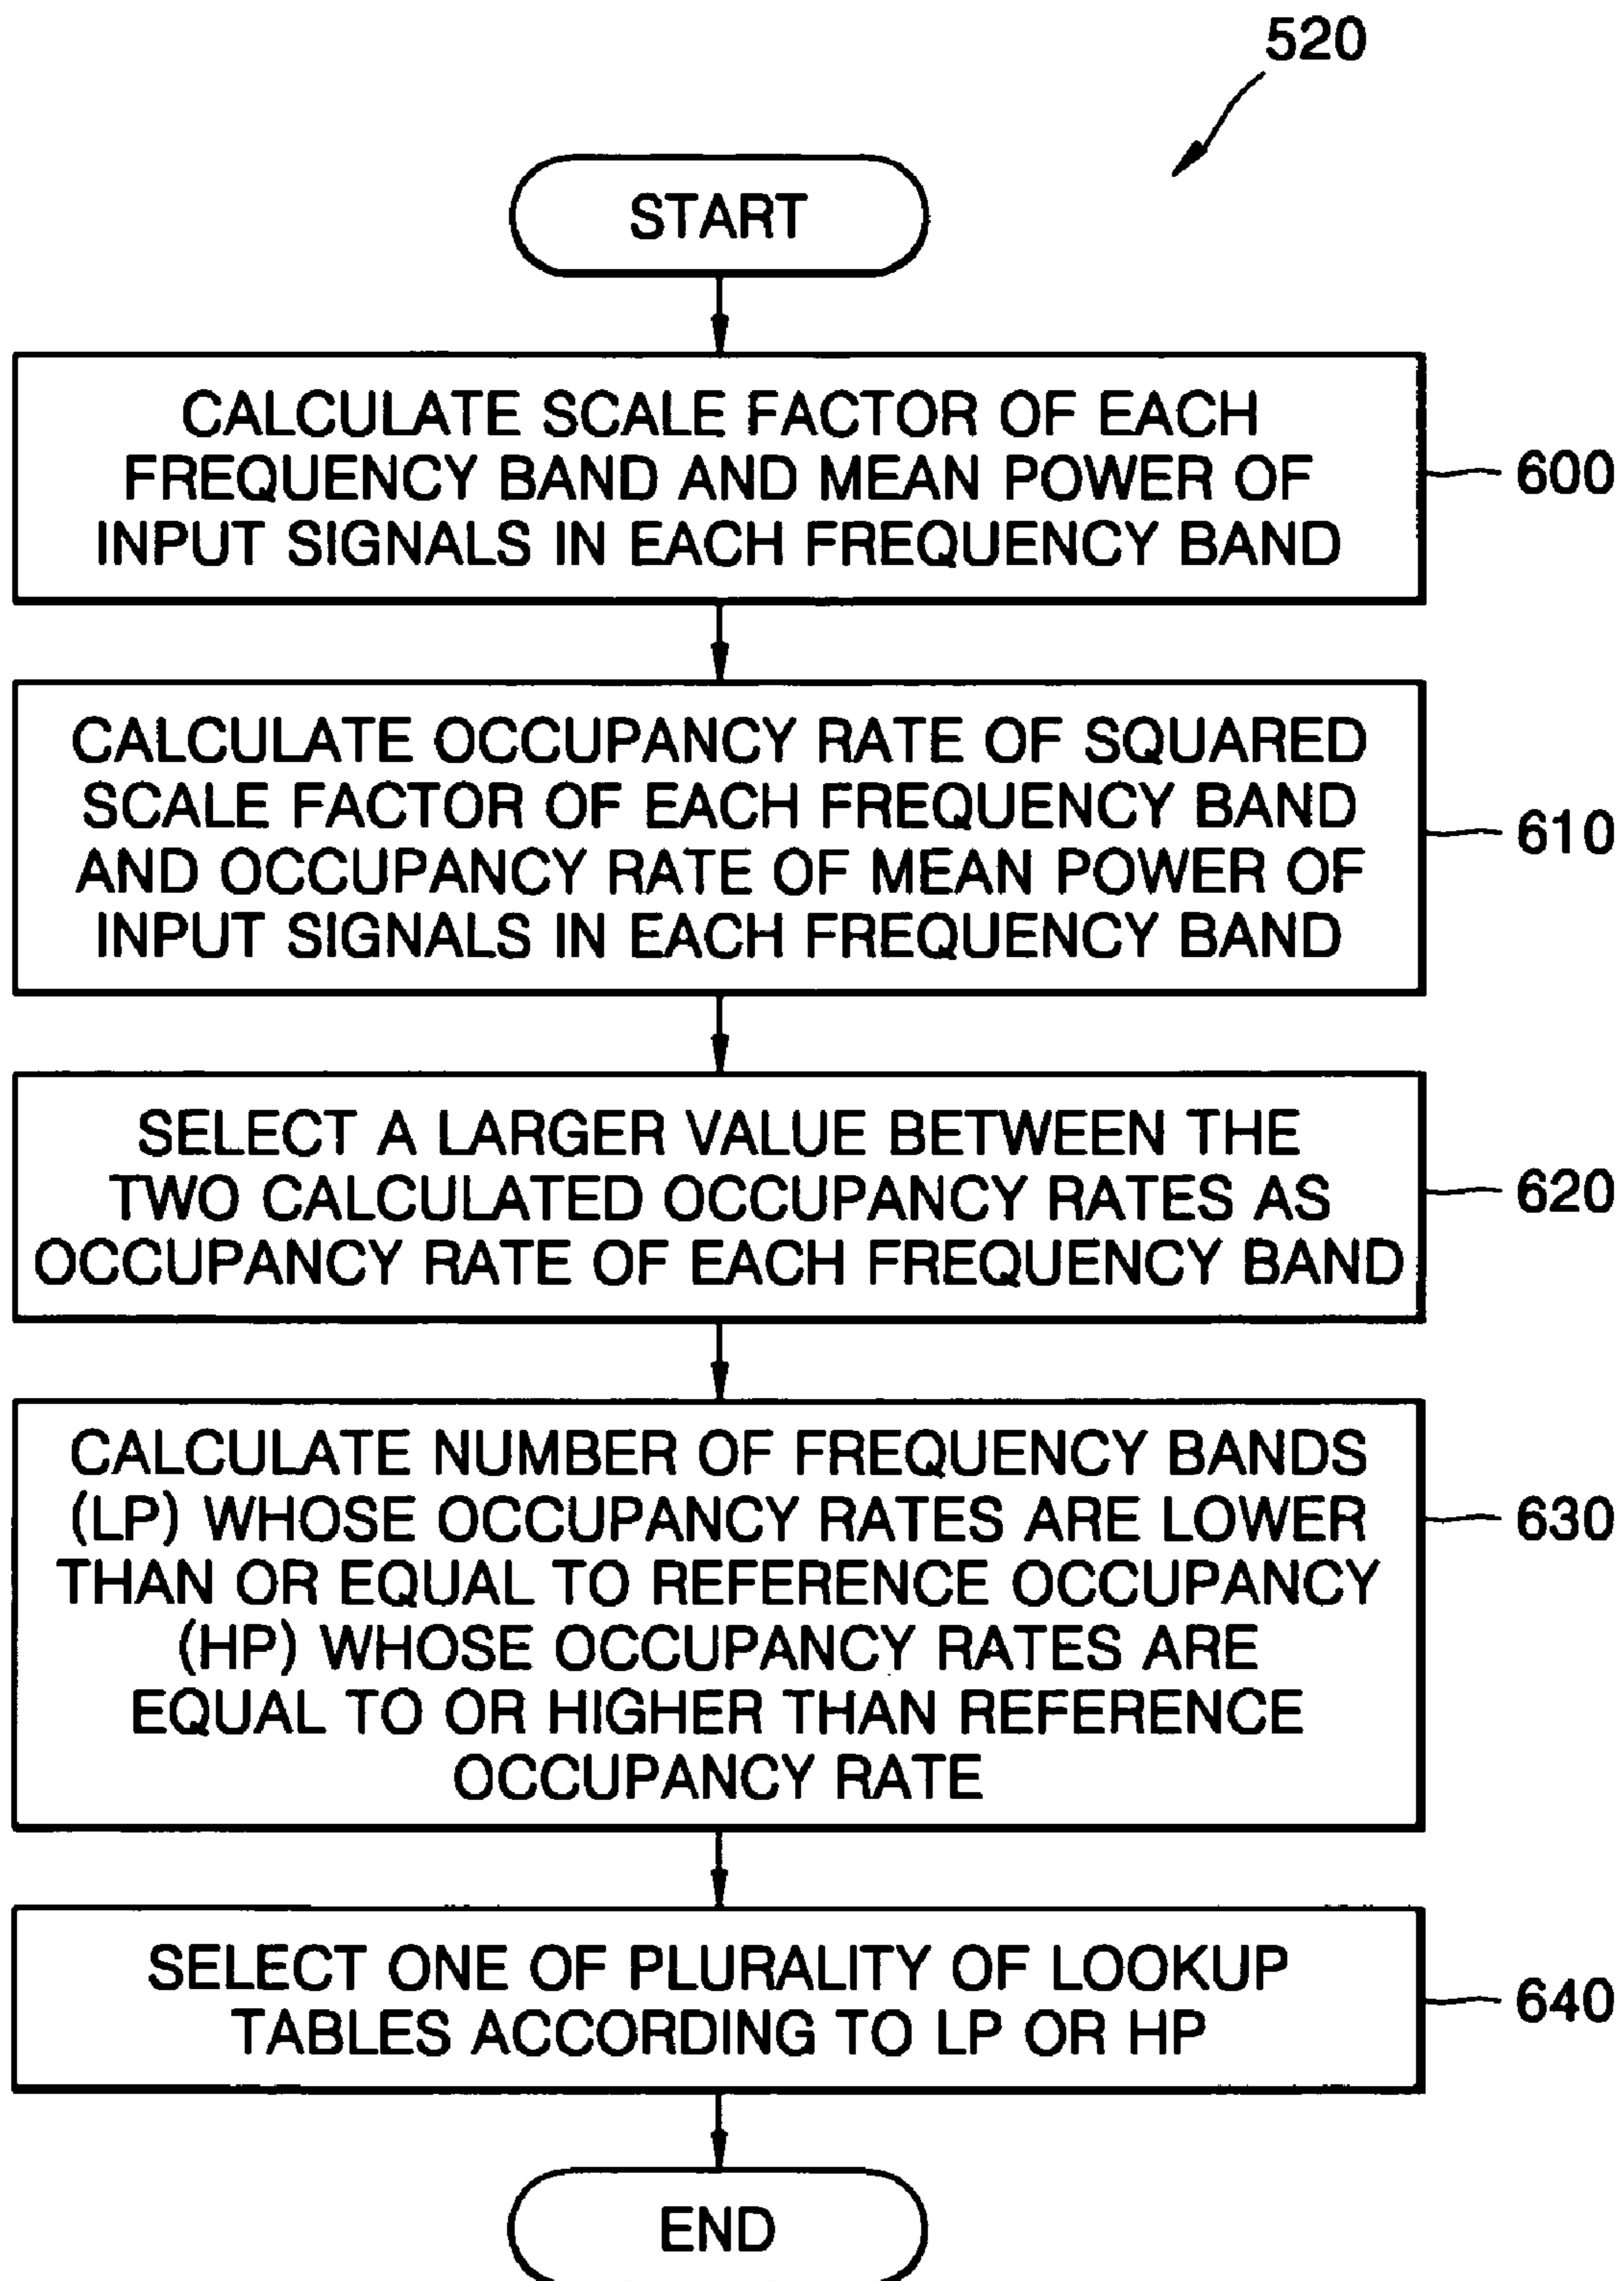 520
START
CALCULATE SCALE FACTOR OF EACH
FREQUENCY BAND AND MEAN POWER OF
INPUT SIGNALS IN EACH FREQUENCY BAND
600
CALCULATE OCCUPANCY RATE OF SQUARED
SCALE FACTOR OF EACH FREQUENCY BAND
AND OCCUPANCY RATE OF MEAN POWER OF
INPUT SIGNALS IN EACH FREQUENCY BAND
610
SELECT A LARGER VALUE BETWEEN THE
TWO CALCULATED OCCUPANCY RATES AS
OCCUPANCY RATE OF EACH FREQUENCY BAND
620
CALCULATE NUMBER OF FREQUENCY BANDS
(LP) WHOSE OCCUPANCY RATES ARE LOWER
THAN OR EQUAL TO REFERENCE OCCUPANCY
(HP) WHOSE OCCUPANCY RATES ARE
EQUAL TO OR HIGHER THAN REFERENCE
OCCUPANCY RATE
630
SELECT ONE OF PLURALITY OF LOOKUP
TABLES ACCORDING TO LP OR HP
640
END